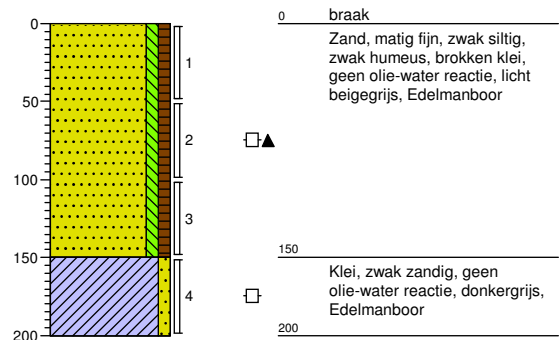 0
50
100
150
200
1
2
3
4
0 braak
Zand, matig fijn, zwak siltig,
zwak humeus, brokken klei,
geen olie-water reactie, licht
beigegrijs, Edelmanboor
150
Klei, zwak zandig, geen
olie-water reactie, donkergrijs,
Edelmanboor
200